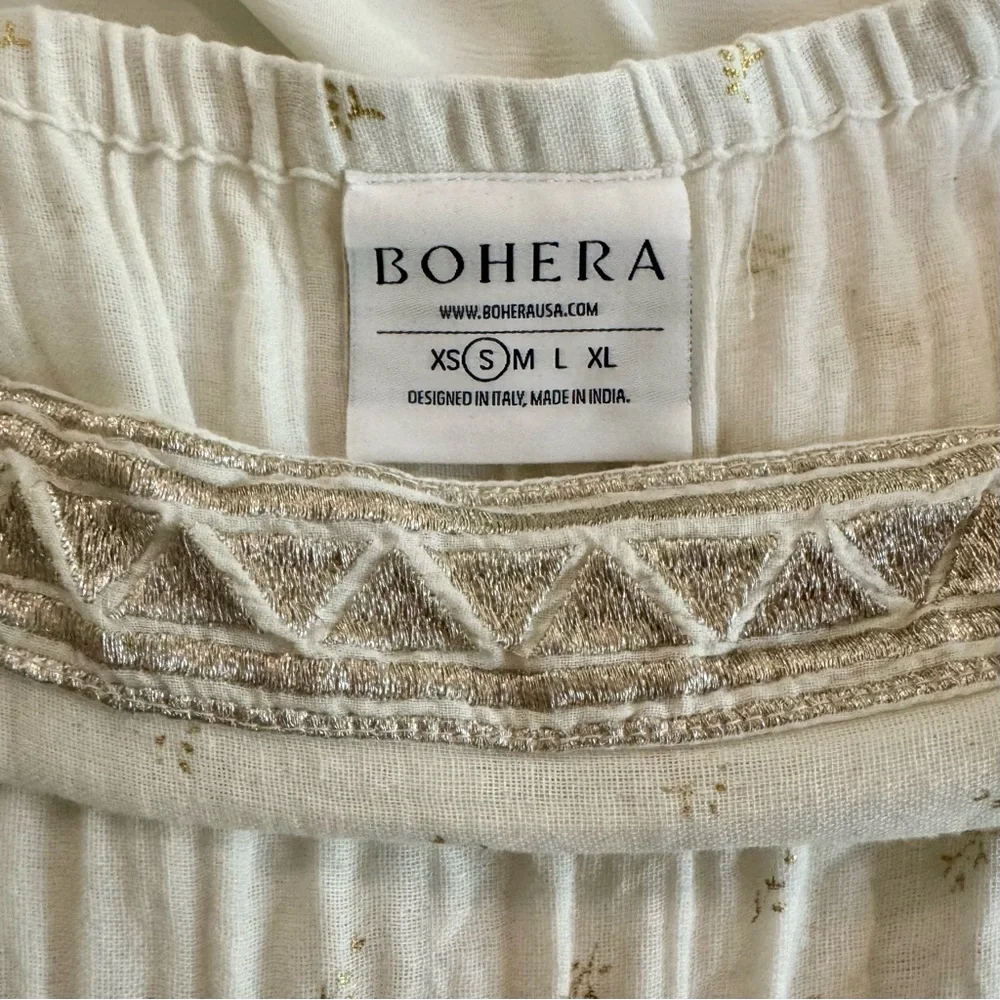 BOHERA
WWW.BOHERAUSA.COM
XS S M L XL
DESIGNED IN ITALY, MADE IN INDIA.